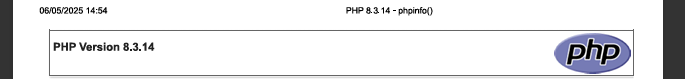 06/05/2025 14:54 PHP 8.3.14 - phpinfo()
PHP Version 8.3.14 php